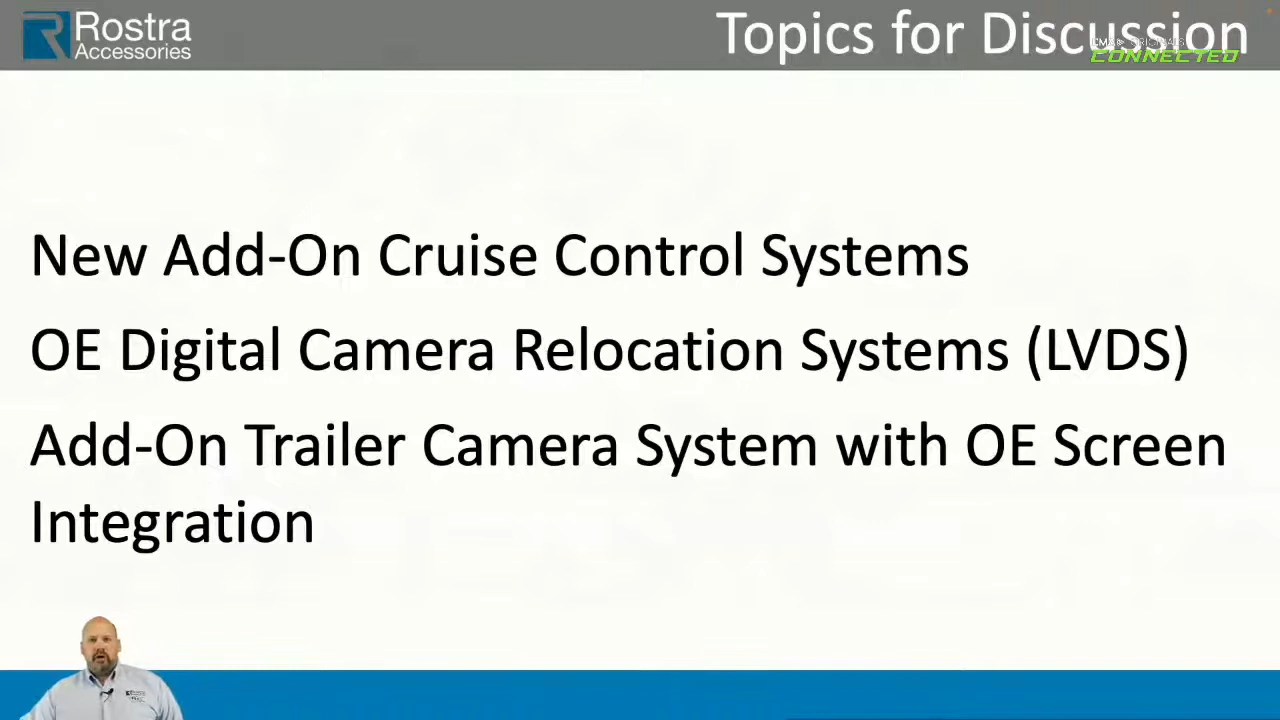 Rostra
Accessories
Topics for Discussion
CONNECTED
New Add-On Cruise Control Systems
OE Digital Camera Relocation Systems (LVDS)
Add-On Trailer Camera System with OE Screen
Integration
Rostra